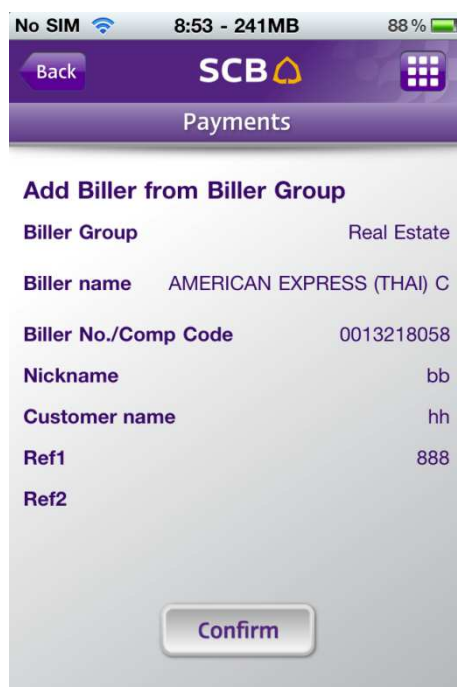 No SIM 8:53 - 241MB 88 %
Back SCB
Payments
Add Biller from Biller Group
Biller Group Real Estate
Biller name AMERICAN EXPRESS (THAI) C
Biller No./Comp Code 0013218058
Nickname bb
Customer name hh
Ref1 888
Ref2
Confirm